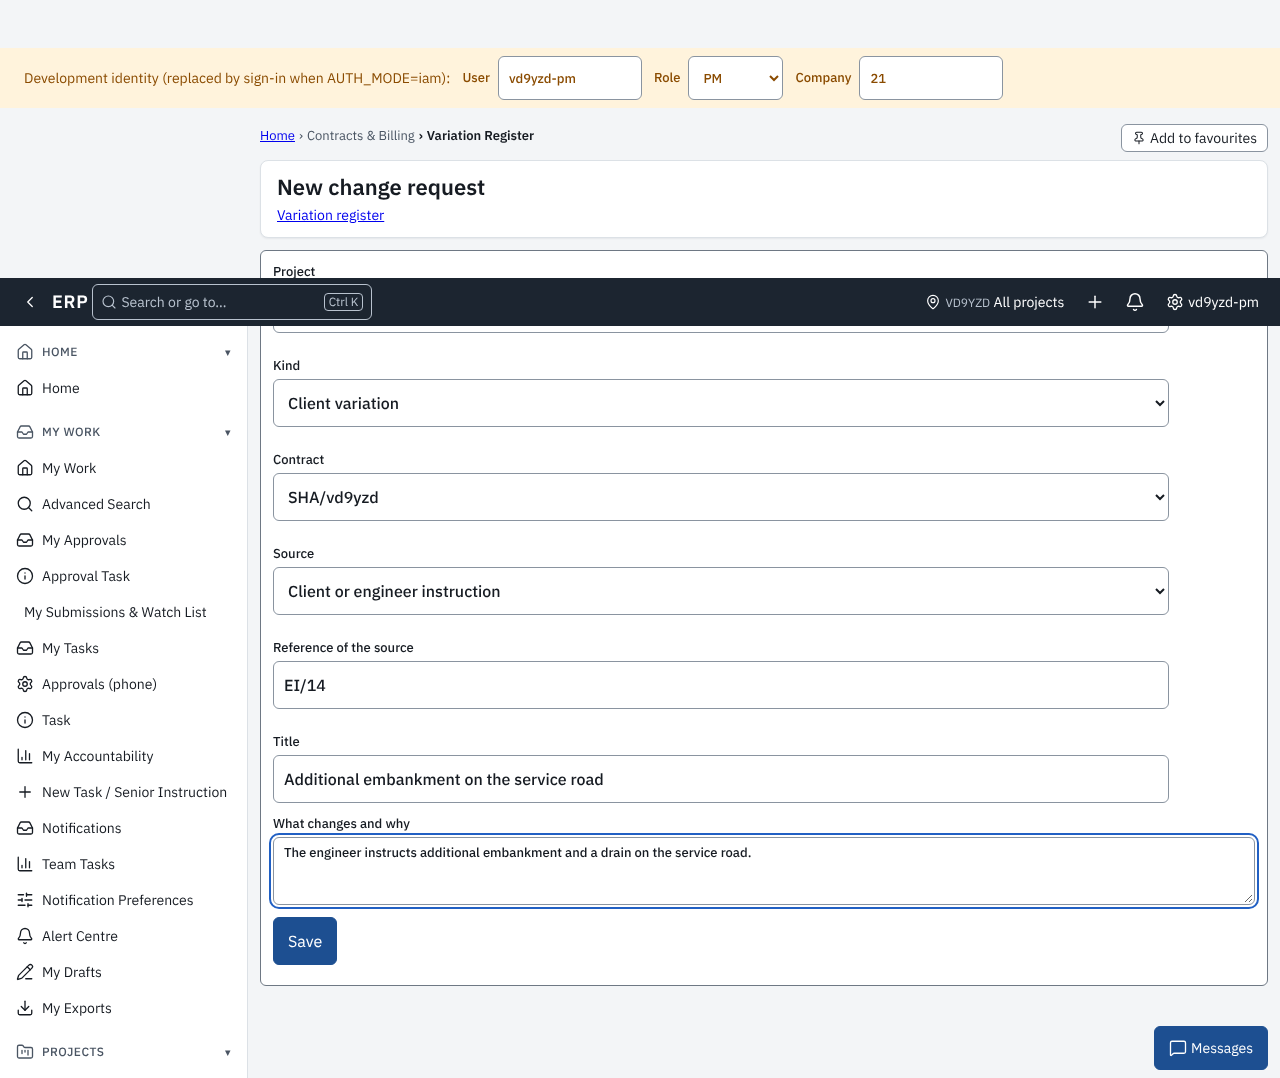 Development identity (replaced by sign-in when AUTH_MODE=iam): User vd9yzd-pm Role PM Company 21
Home › Contracts & Billing › Variation Register
Add to favourites
New change request
Variation register
Project
ERP Search or go to... Ctrl K VD9YZD All projects vd9yzd-pm
HOME
Home
MY WORK
My Work
Advanced Search
My Approvals
Approval Task
My Submissions & Watch List
My Tasks
Approvals (phone)
Task
My Accountability
New Task / Senior Instruction
Notifications
Team Tasks
Notification Preferences
Alert Centre
My Drafts
My Exports
PROJECTS
Kind
Client variation
Contract
SHA/vd9yzd
Source
Client or engineer instruction
Reference of the source
EI/14
Title
Additional embankment on the service road
What changes and why
The engineer instructs additional embankment and a drain on the service road.
Save
Messages